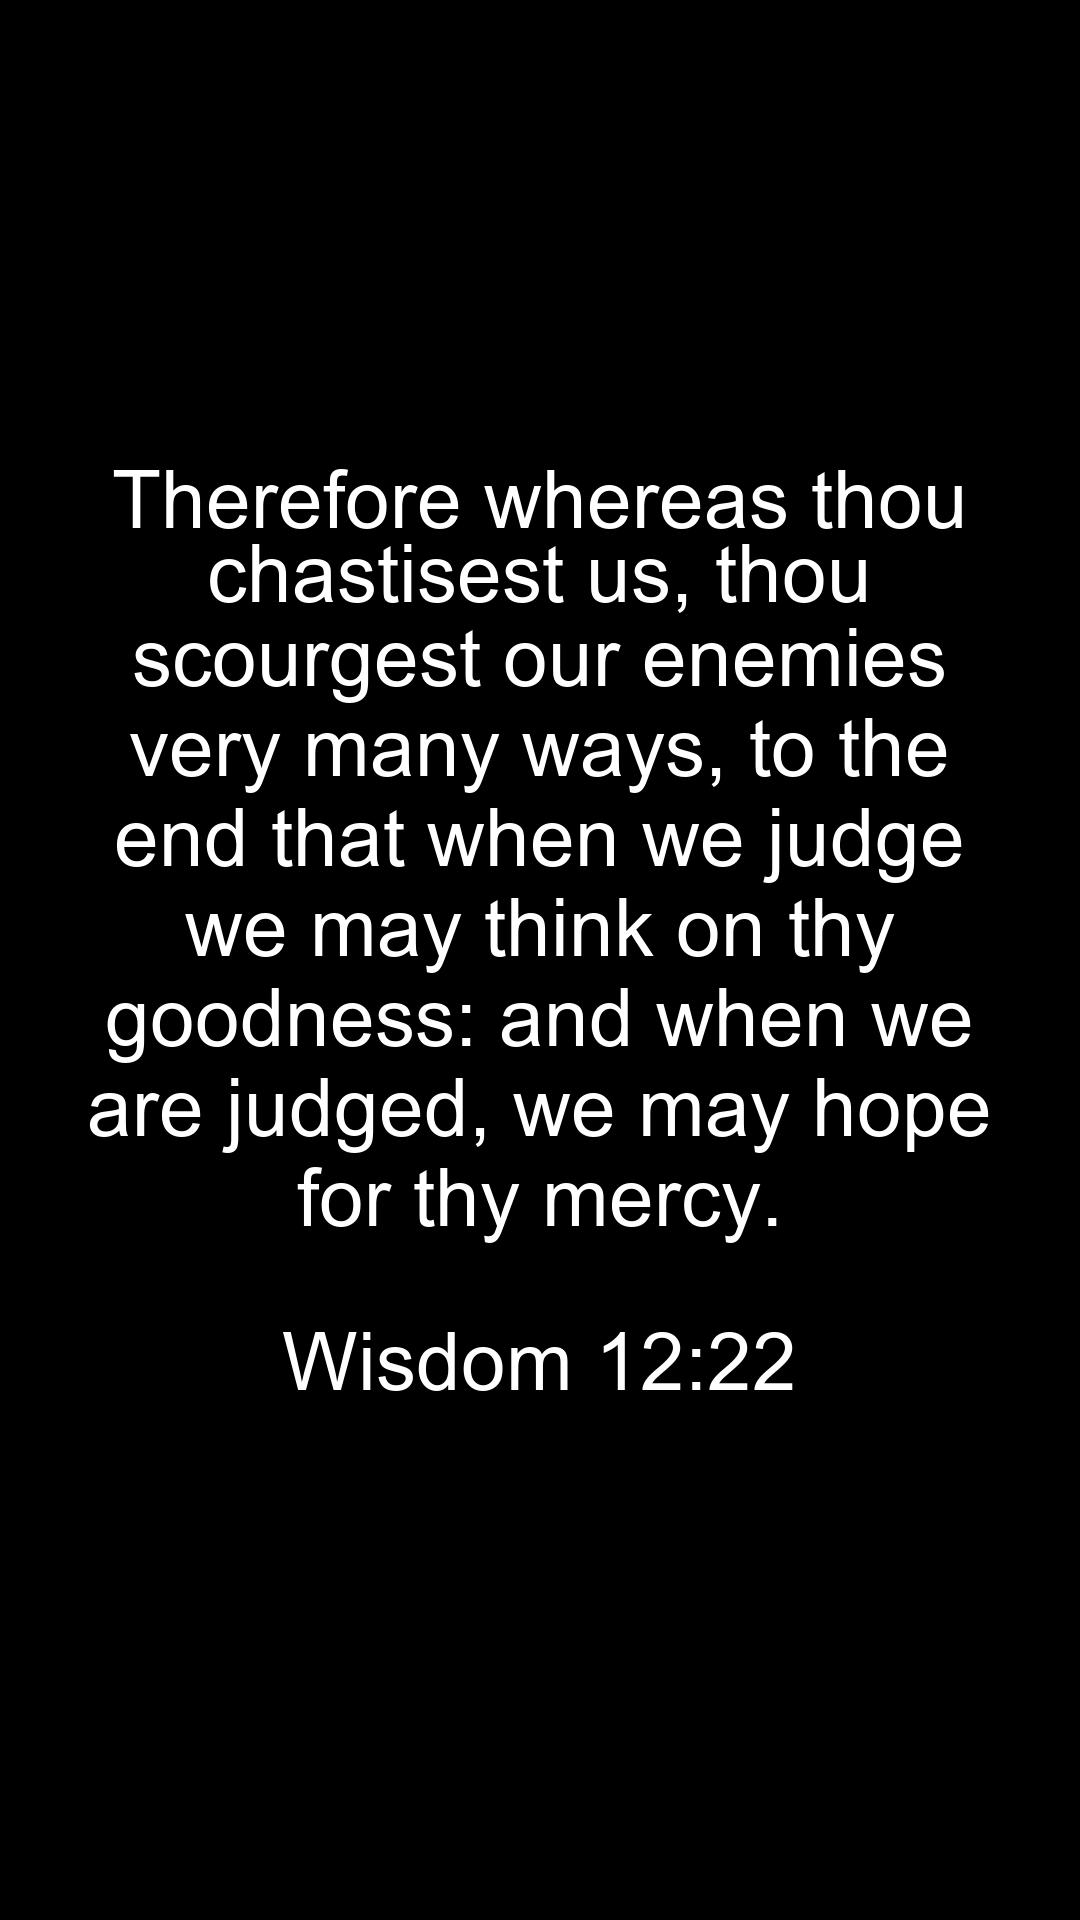 Therefore whereas thou
chastisest us, thou
scourgest our enemies
very many ways, to the
end that when we judge
we may think on thy
goodness: and when we
are judged, we may hope
for thy mercy.
Wisdom 12:22